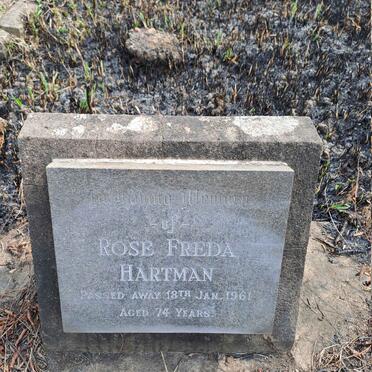 In Loving Memory
of
ROSE FREDA
HARTMAN
PASSED AWAY 18TH JAN. 1961
AGED 74 YEARS.